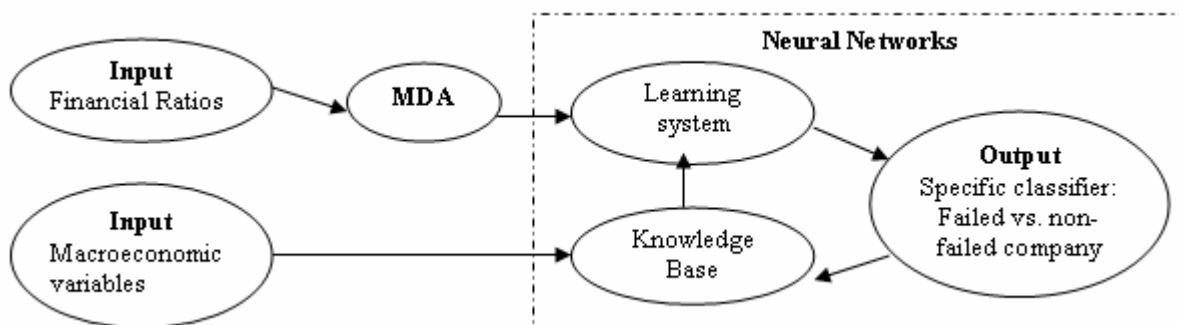 Neural Networks
Input
Financial Ratios
MDA
Learning
system
Output
Specific classifier:
Failed vs. non-
failed company
Input
Macroeconomic
variables
Knowledge
Base